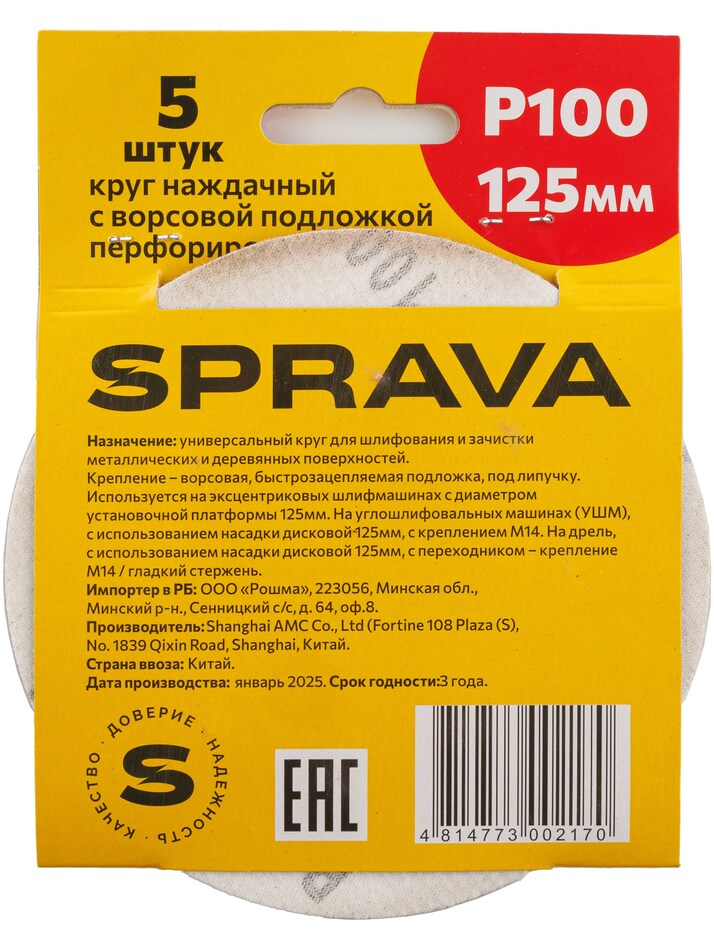 5
штук
P100
125мм
круг наждачный
с ворсовой подложкой
SPRAVA
Назначение: универсальный круг для шлифования и зачистки
металлических и деревянных поверхностей.
Крепление – ворсовая, быстрозацепляемая подложка, под липучку.
Используется на эксцентриковых шлифмашинах с диаметром
установочной платформы 125мм. На углошлифовальных машинах (УШМ),
с использованием насадки дисковой 125мм, с креплением М14. На дрель,
с использованием насадки дисковой 125мм, с переходником – крепление
М14 / гладкий стержень.
Импортер в РБ: ООО «Рошма», 223056, Минская обл.,
Минский р-н., Сенницкий с/с, д. 64, оф.8.
Производитель: Shanghai AMC Co., Ltd (Fortine 108 Plaza (S),
No. 1839 Qixin Road, Shanghai, Китай.
Страна ввоза: Китай.
Дата производства: январь 2025. Срок годности:3 года.
КАЧЕСТВО · ДОВЕРИЕ · НАДЕЖНОСТЬ ·
S
EAC
4 814773 002170